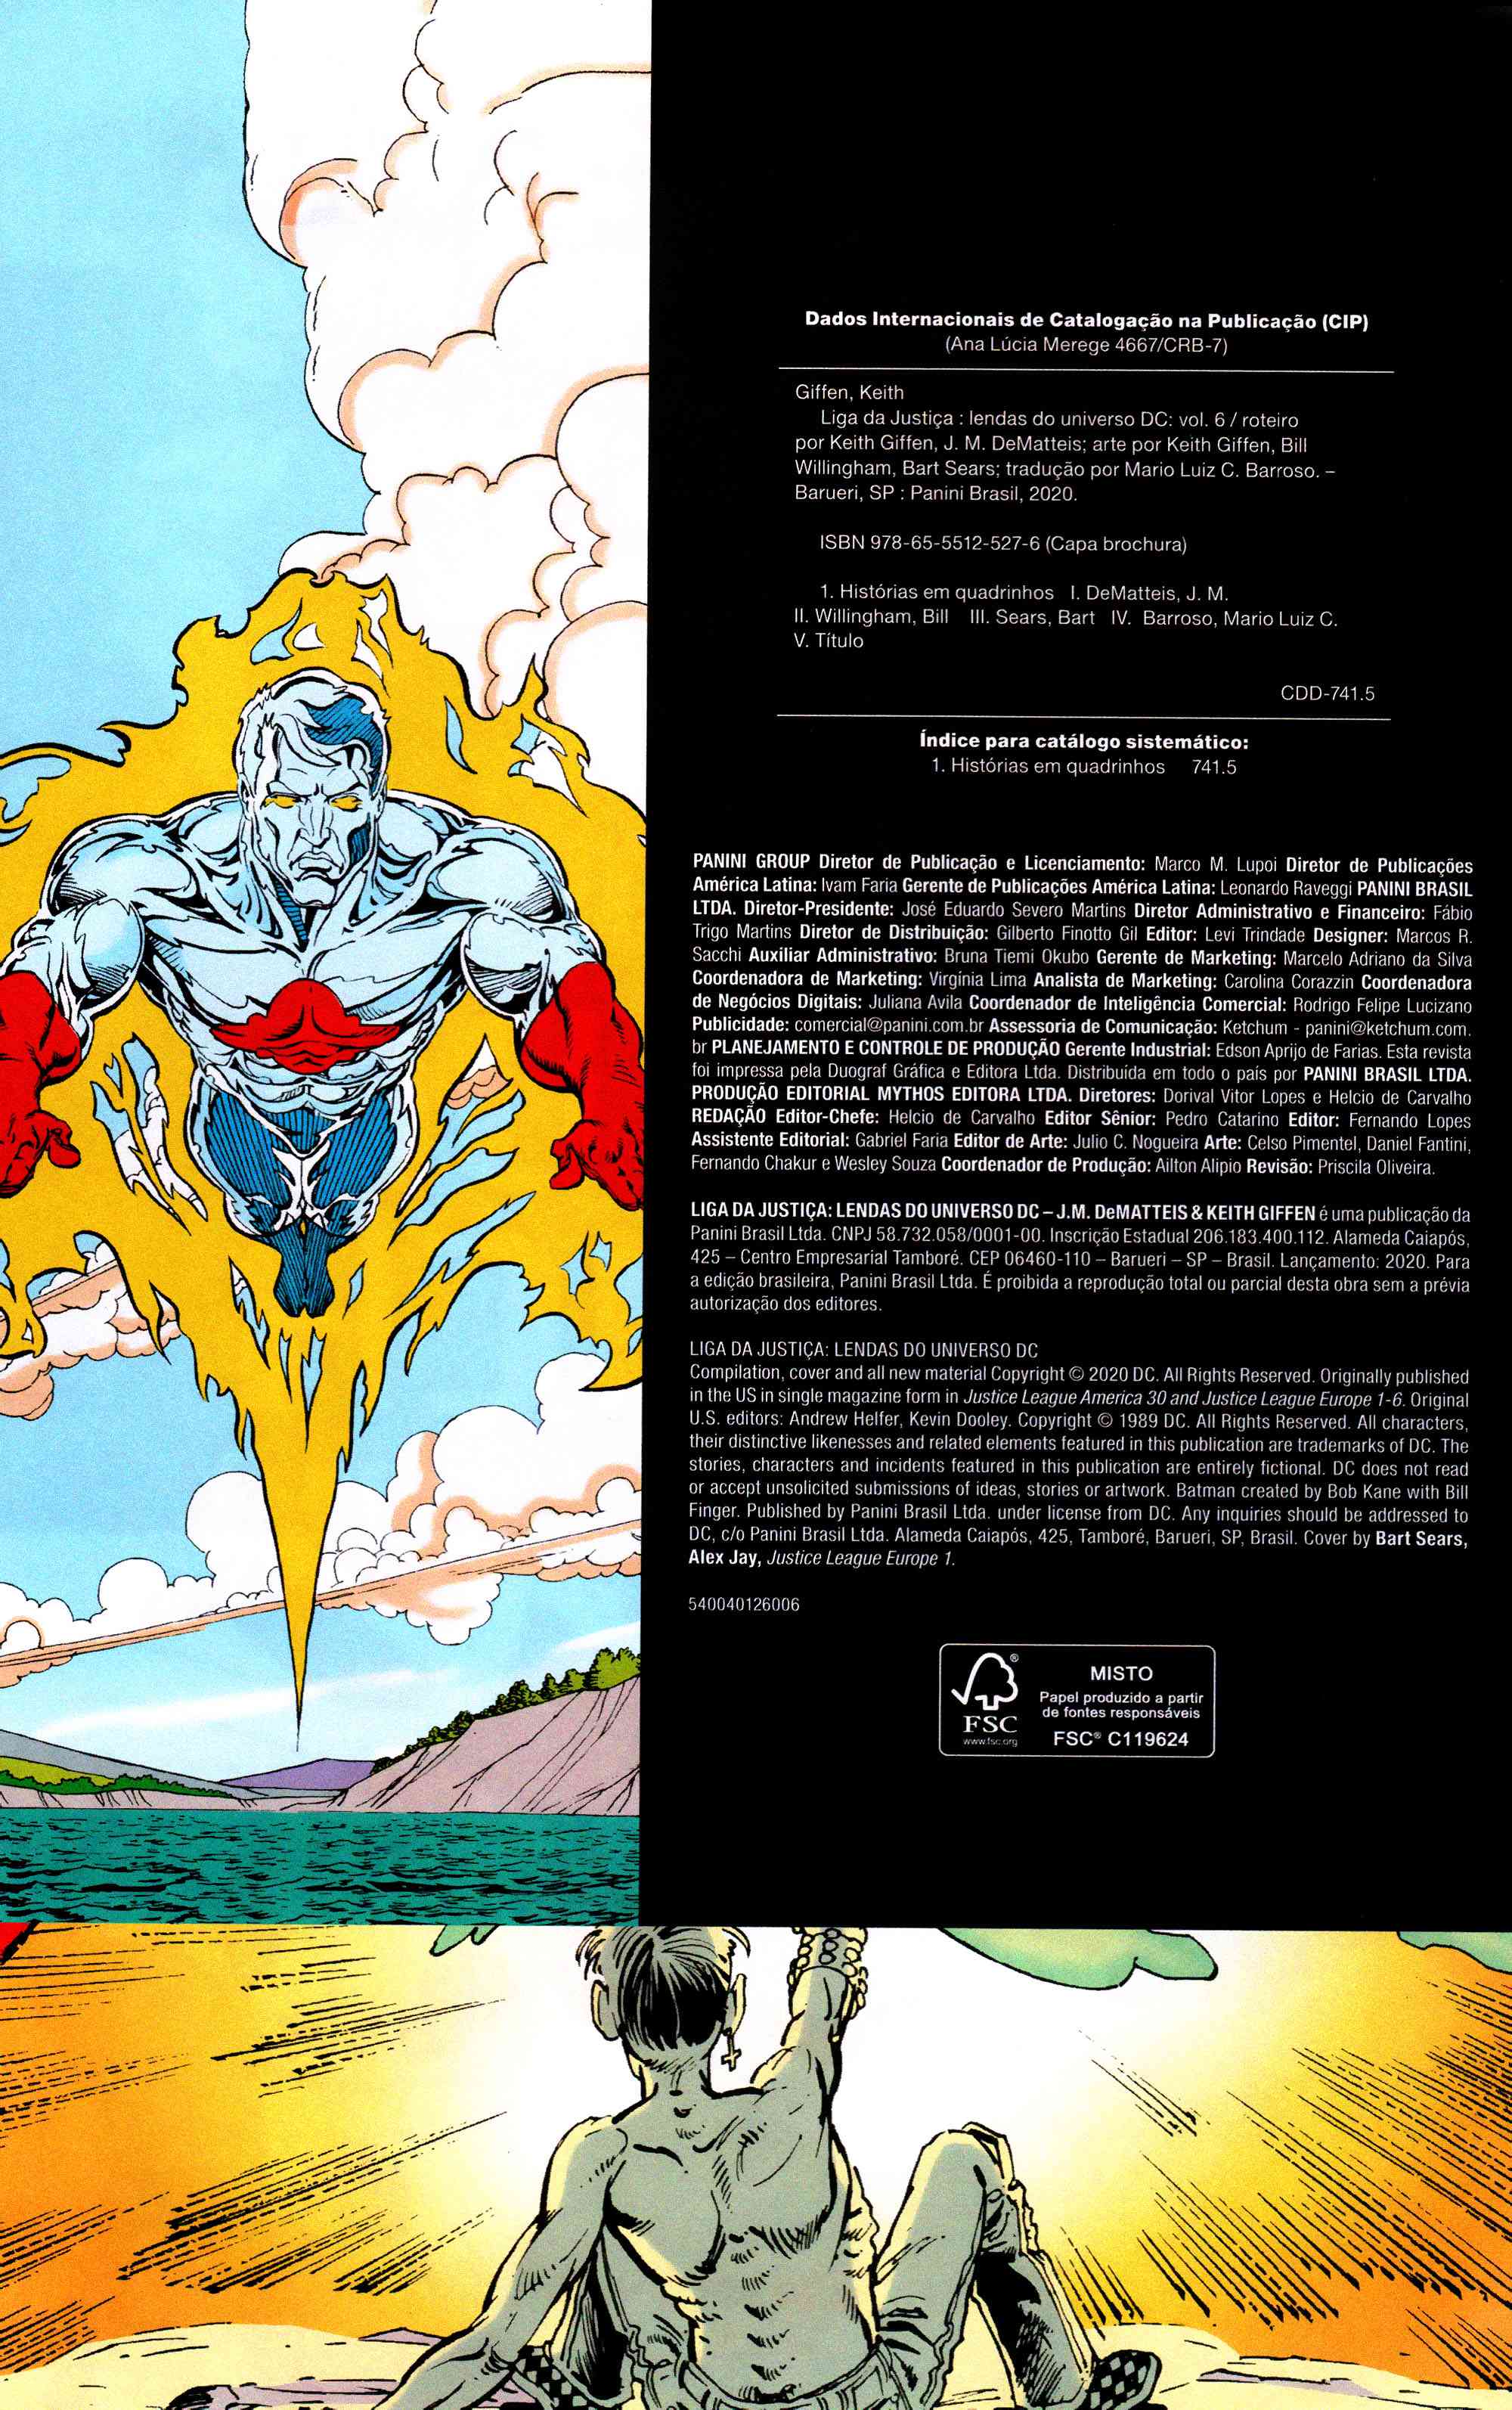 Dados Internacionais de Catalogação na Publicação (CIP)
(Ana Lúcia Merege 4667/CRB-7)
Giffen, Keith
Liga da Justiça : lendas do universo DC: vol. 6 / roteiro
por Keith Giffen, J. M. DeMatteis; arte por Keith Giffen, Bill
Willingham, Bart Sears; tradução por Mario Luiz C. Barroso. –
Barueri, SP : Panini Brasil, 2020.
ISBN 978-65-5512-527-6 (Capa brochura)
1. Histórias em quadrinhos   I. DeMatteis, J. M.
II. Willingham, Bill   III. Sears, Bart   IV.  Barroso, Mario Luiz C.
V. Título
CDD-741.5
Índice para catálogo sistemático:
1. Histórias em quadrinhos    741.5
PANINI GROUP Diretor de Publicação e Licenciamento: Marco M. Lupoi Diretor de Publicações
América Latina: Ivam Faria Gerente de Publicações América Latina: Leonardo Raveggi PANINI BRASIL
LTDA. Diretor-Presidente: José Eduardo Severo Martins Diretor Administrativo e Financeiro: Fábio
Trigo Martins Diretor de Distribuição: Gilberto Finotto Gil Editor: Levi Trindade Designer: Marcos R.
Sacchi Auxiliar Administrativo: Bruna Tiemi Okubo Gerente de Marketing: Marcelo Adriano da Silva
Coordenadora de Marketing: Virgínia Lima Analista de Marketing: Carolina Corazzin Coordenadora
de Negócios Digitais: Juliana Avila Coordenador de Inteligência Comercial: Rodrigo Felipe Lucizano
Publicidade: comercial@panini.com.br Assessoria de Comunicação: Ketchum - panini@ketchum.com.
br PLANEJAMENTO E CONTROLE DE PRODUÇÃO Gerente Industrial: Edson Aprijo de Farias. Esta revista
foi impressa pela Duograf Gráfica e Editora Ltda. Distribuída em todo o país por PANINI BRASIL LTDA.
PRODUÇÃO EDITORIAL MYTHOS EDITORA LTDA. Diretores: Dorival Vitor Lopes e Helcio de Carvalho
REDAÇÃO Editor-Chefe: Helcio de Carvalho Editor Sênior: Pedro Catarino Editor: Fernando Lopes
Assistente Editorial: Gabriel Faria Editor de Arte: Julio C. Nogueira Arte: Celso Pimentel, Daniel Fantini,
Fernando Chakur e Wesley Souza Coordenador de Produção: Ailton Alipio Revisão: Priscila Oliveira.
LIGA DA JUSTIÇA: LENDAS DO UNIVERSO DC – J.M. DeMATTEIS & KEITH GIFFEN é uma publicação da
Panini Brasil Ltda. CNPJ 58.732.058/0001-00. Inscrição Estadual 206.183.400.112. Alameda Caiapós,
425 – Centro Empresarial Tamboré. CEP 06460-110 – Barueri – SP – Brasil. Lançamento: 2020. Para
a edição brasileira, Panini Brasil Ltda. É proibida a reprodução total ou parcial desta obra sem a prévia
autorização dos editores.
LIGA DA JUSTIÇA: LENDAS DO UNIVERSO DC
Compilation, cover and all new material Copyright © 2020 DC. All Rights Reserved. Originally published
in the US in single magazine form in Justice League America 30 and Justice League Europe 1-6. Original
U.S. editors: Andrew Helfer, Kevin Dooley. Copyright © 1989 DC. All Rights Reserved. All characters,
their distinctive likenesses and related elements featured in this publication are trademarks of DC. The
stories, characters and incidents featured in this publication are entirely fictional. DC does not read
or accept unsolicited submissions of ideas, stories or artwork. Batman created by Bob Kane with Bill
Finger. Published by Panini Brasil Ltda. under license from DC. Any inquiries should be addressed to
DC, c/o Panini Brasil Ltda. Alameda Caiapós, 425, Tamboré, Barueri, SP, Brasil. Cover by Bart Sears,
Alex Jay, Justice League Europe 1.
540040126006
®
FSC
www.fsc.org
MISTO
Papel produzido a partir
de fontes responsáveis
FSC® C119624